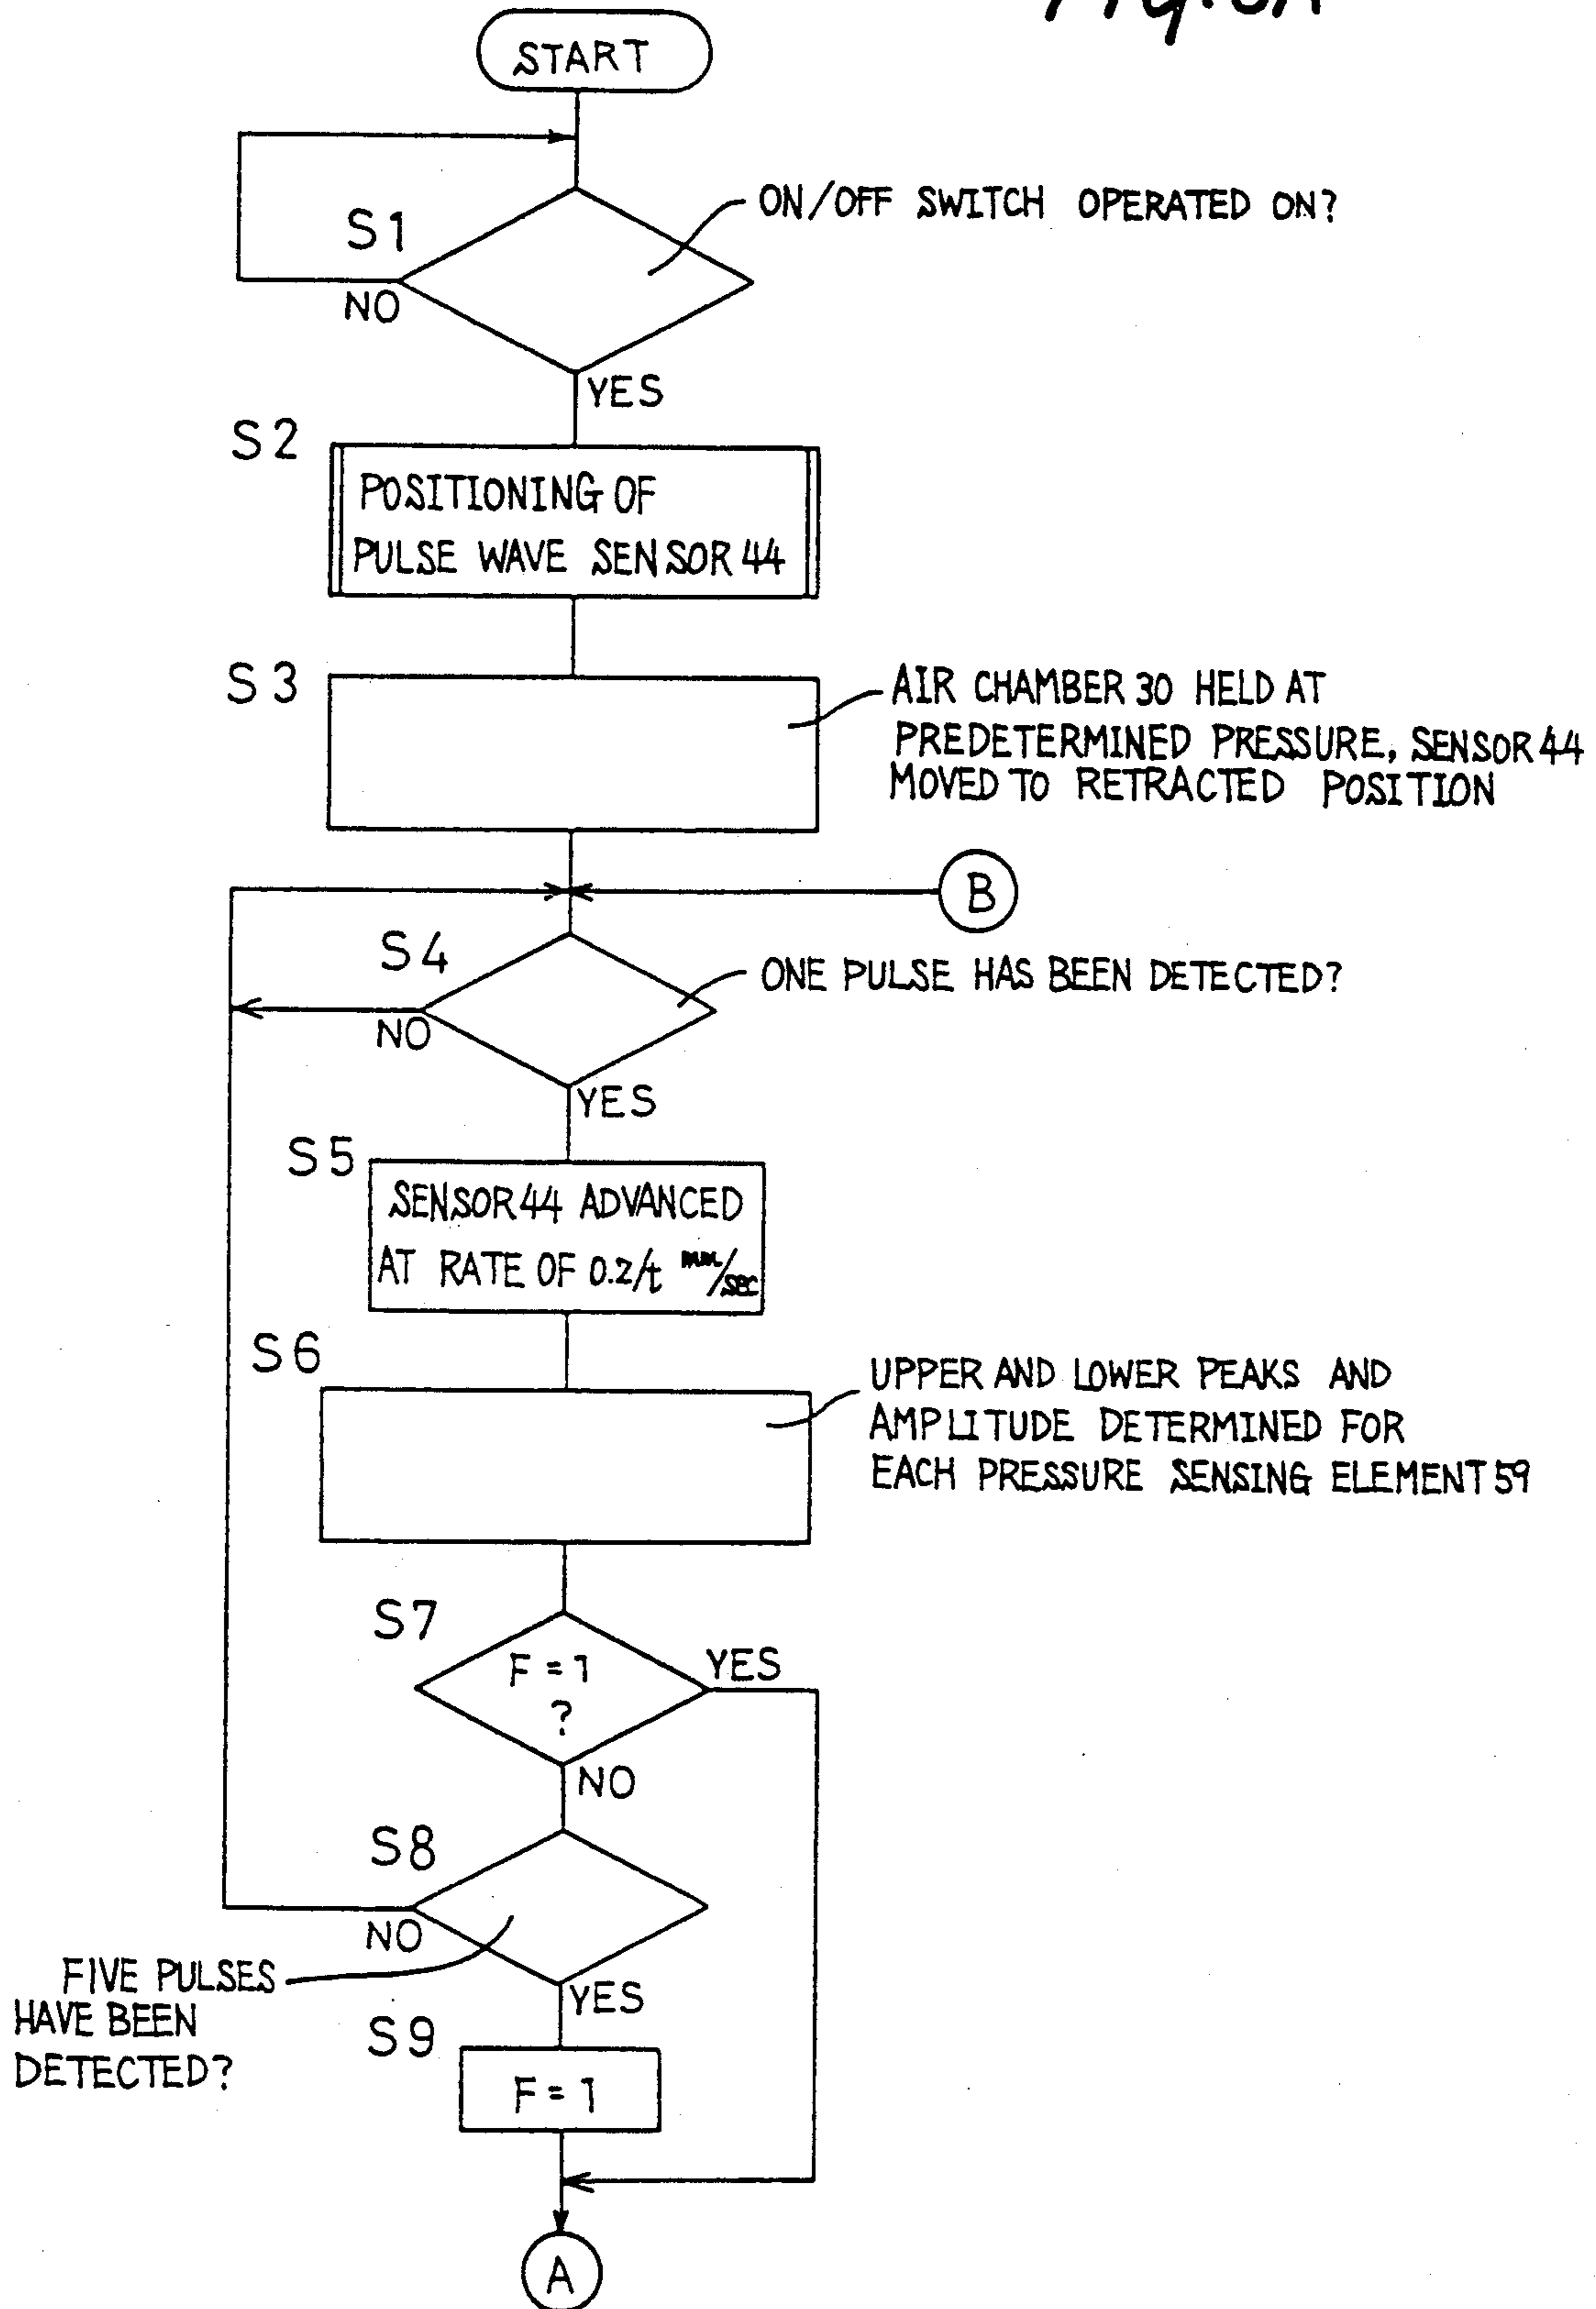 START
S1
ON/OFF SWITCH OPERATED ON?
NO
YES
S2
POSITIONING OF
PULSE WAVE SENSOR 44
S3
AIR CHAMBER 30 HELD AT
PREDETERMINED PRESSURE, SENSOR 44
MOVED TO RETRACTED POSITION
B
S4
ONE PULSE HAS BEEN DETECTED?
NO
YES
S5
SENSOR 44 ADVANCED
AT RATE OF 0.2/t mm/sec
S6
UPPER AND LOWER PEAKS AND
AMPLITUDE DETERMINED FOR
EACH PRESSURE SENSING ELEMENT 59
S7
F = 1
?
YES
NO
S8
NO
FIVE PULSES
HAVE BEEN
DETECTED?
YES
S9
F = 1
A